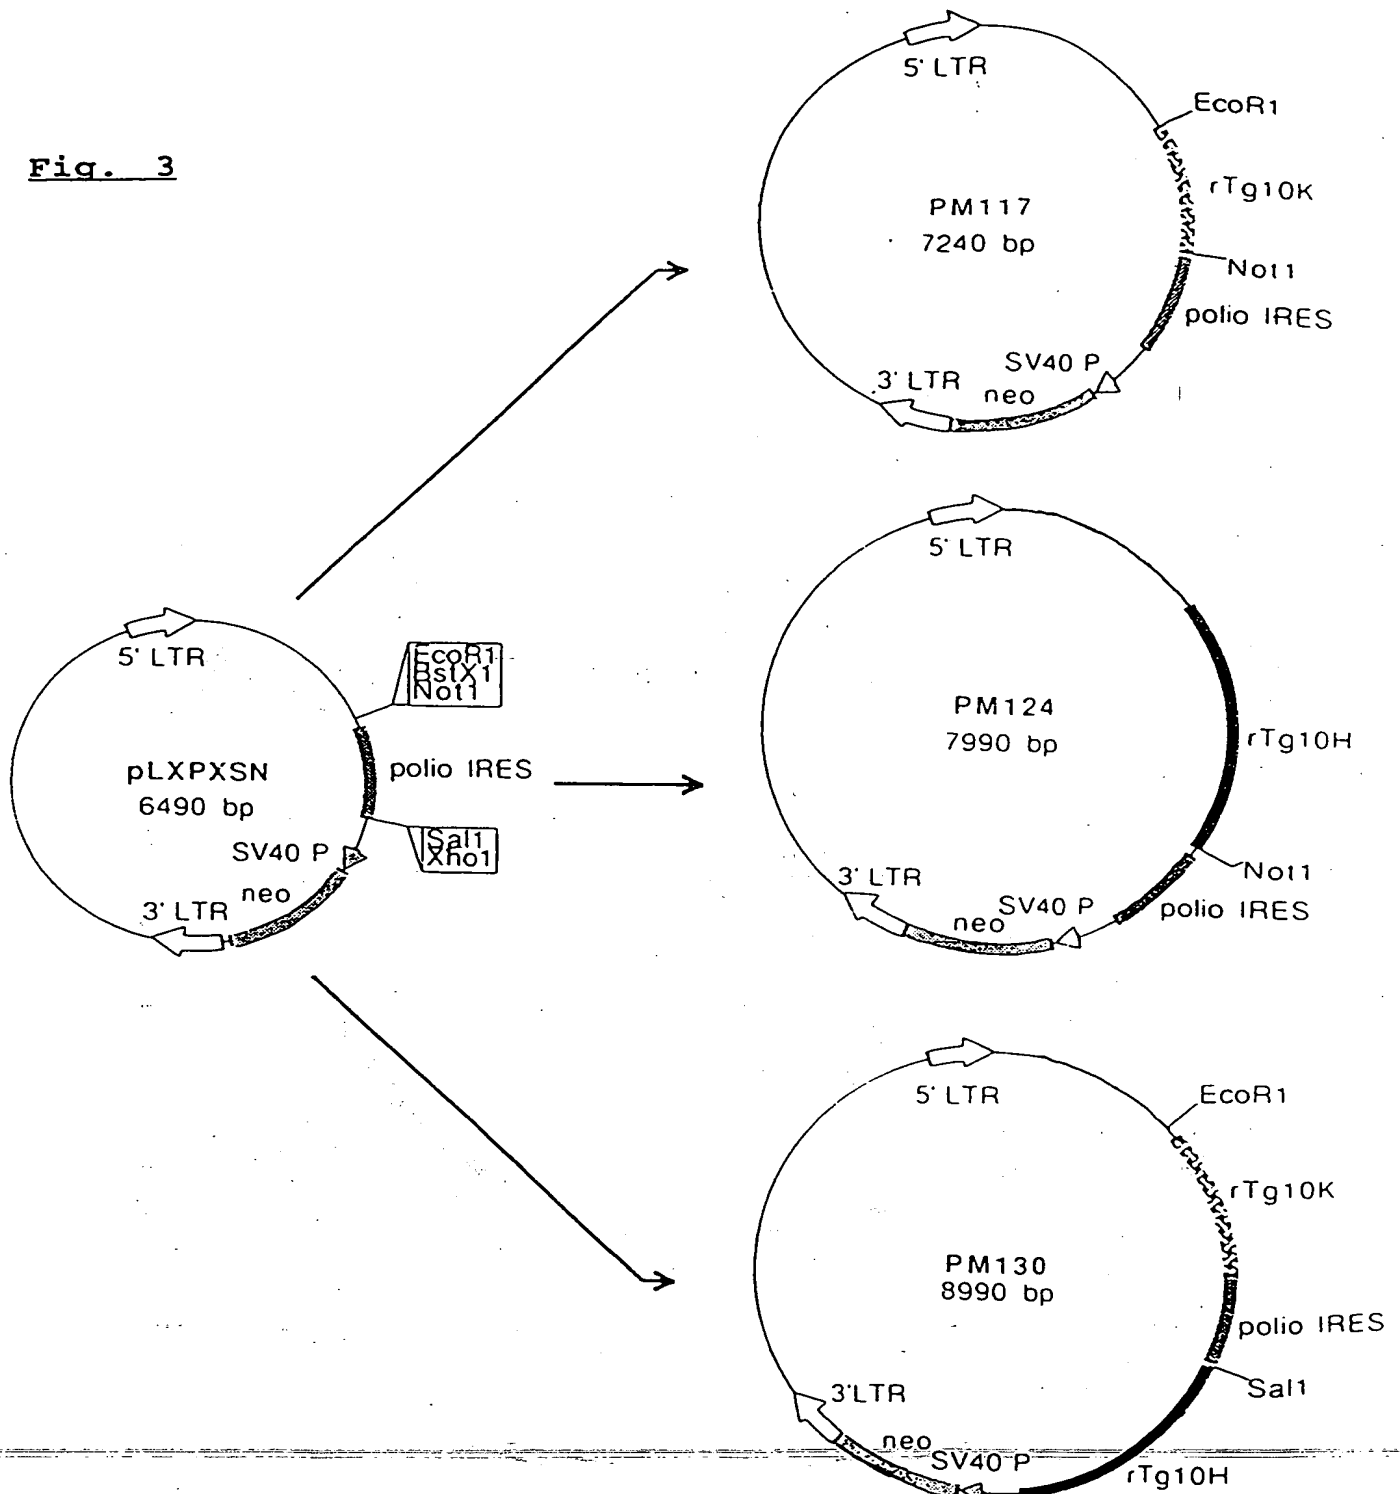 Fig. 3
5' LTR
EcoR1
rTg10K
PM117
7240 bp
Not1
polio IRES
SV40 P
3' LTR
neo
5' LTR
PM124
7990 bp
rTg10H
Not1
polio IRES
SV40 P
3' LTR
neo
5' LTR
EcoR1
BstX1
Not1
pLXPXSN
6490 bp
polio IRES
Sal1
Xho1
SV40 P
neo
3' LTR
5' LTR
EcoR1
rTg10K
PM130
8990 bp
polio IRES
Sal1
3'LTR
neo
SV40 P
rTg10H